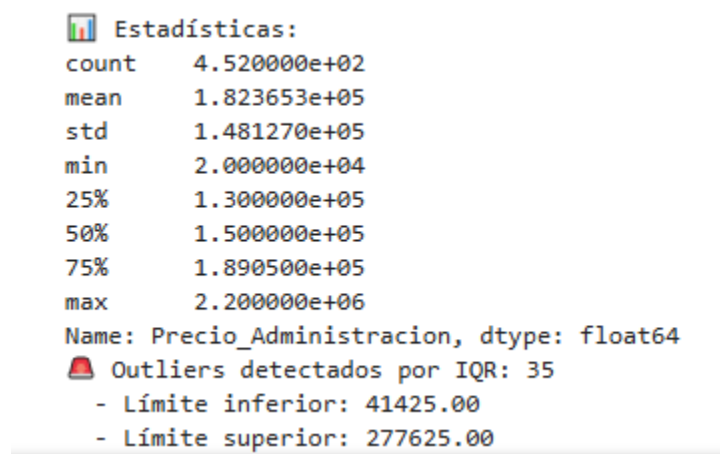 📊 Estadísticas:
count    4.520000e+02
mean     1.823653e+05
std      1.481270e+05
min      2.000000e+04
25%      1.300000e+05
50%      1.500000e+05
75%      1.890500e+05
max      2.200000e+06
Name: Precio_Administracion, dtype: float64
🚨 Outliers detectados por IQR: 35
  - Límite inferior: 41425.00
  - Límite superior: 277625.00